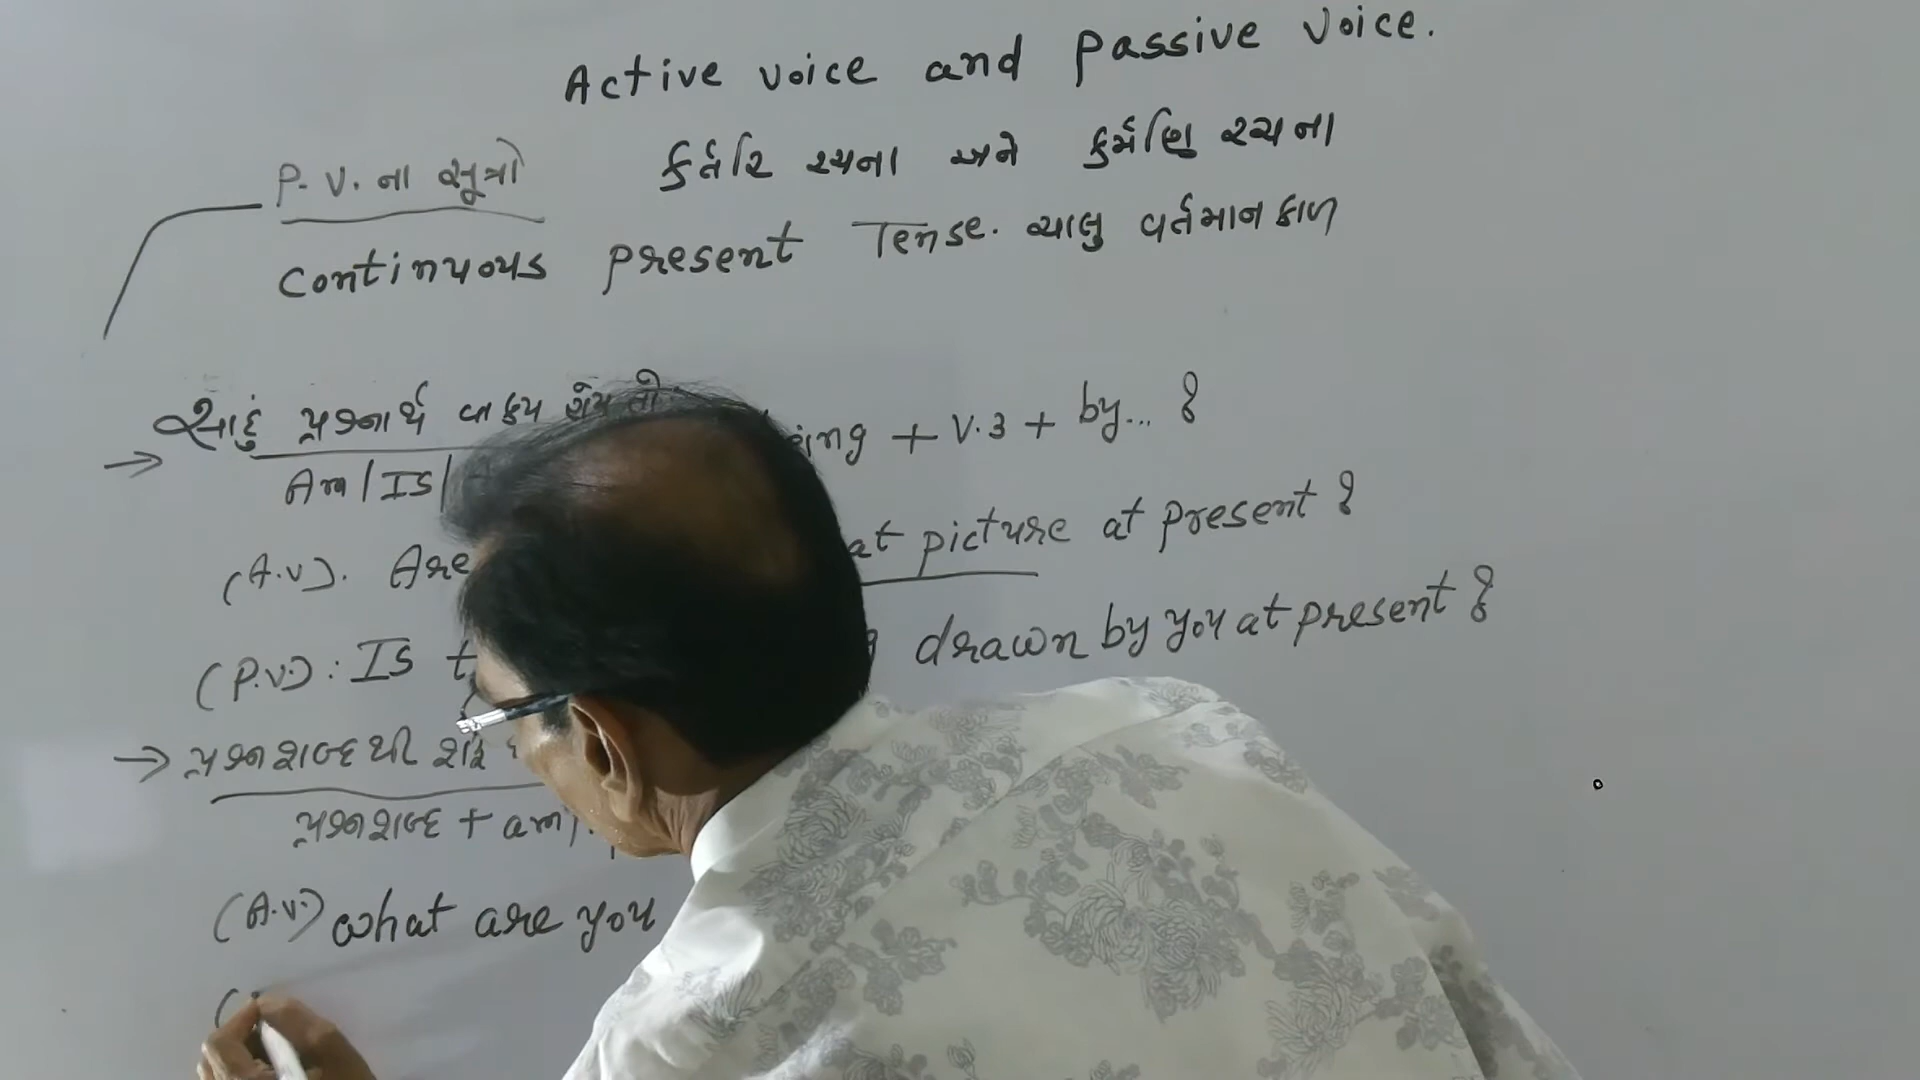 Active voice and Passive Voice.
કર્તરિ રચના અને કર્મણિ રચના
P. V. ના સૂત્રો
Continuous present Tense. ચાલુ વર્તમાનકાળ
સાદું પ્રશ્નાર્થ વાક્ય હોય તો
→ Am/Is/ being + V.3 + by... ?
(A.V). Are at picture at present ?
(P.V.): Is drawn by you at present ?
→ પ્રશ્નશબ્દથી શરૂ
પ્રશ્નશબ્દ + am/
(A.V.) what are you
(